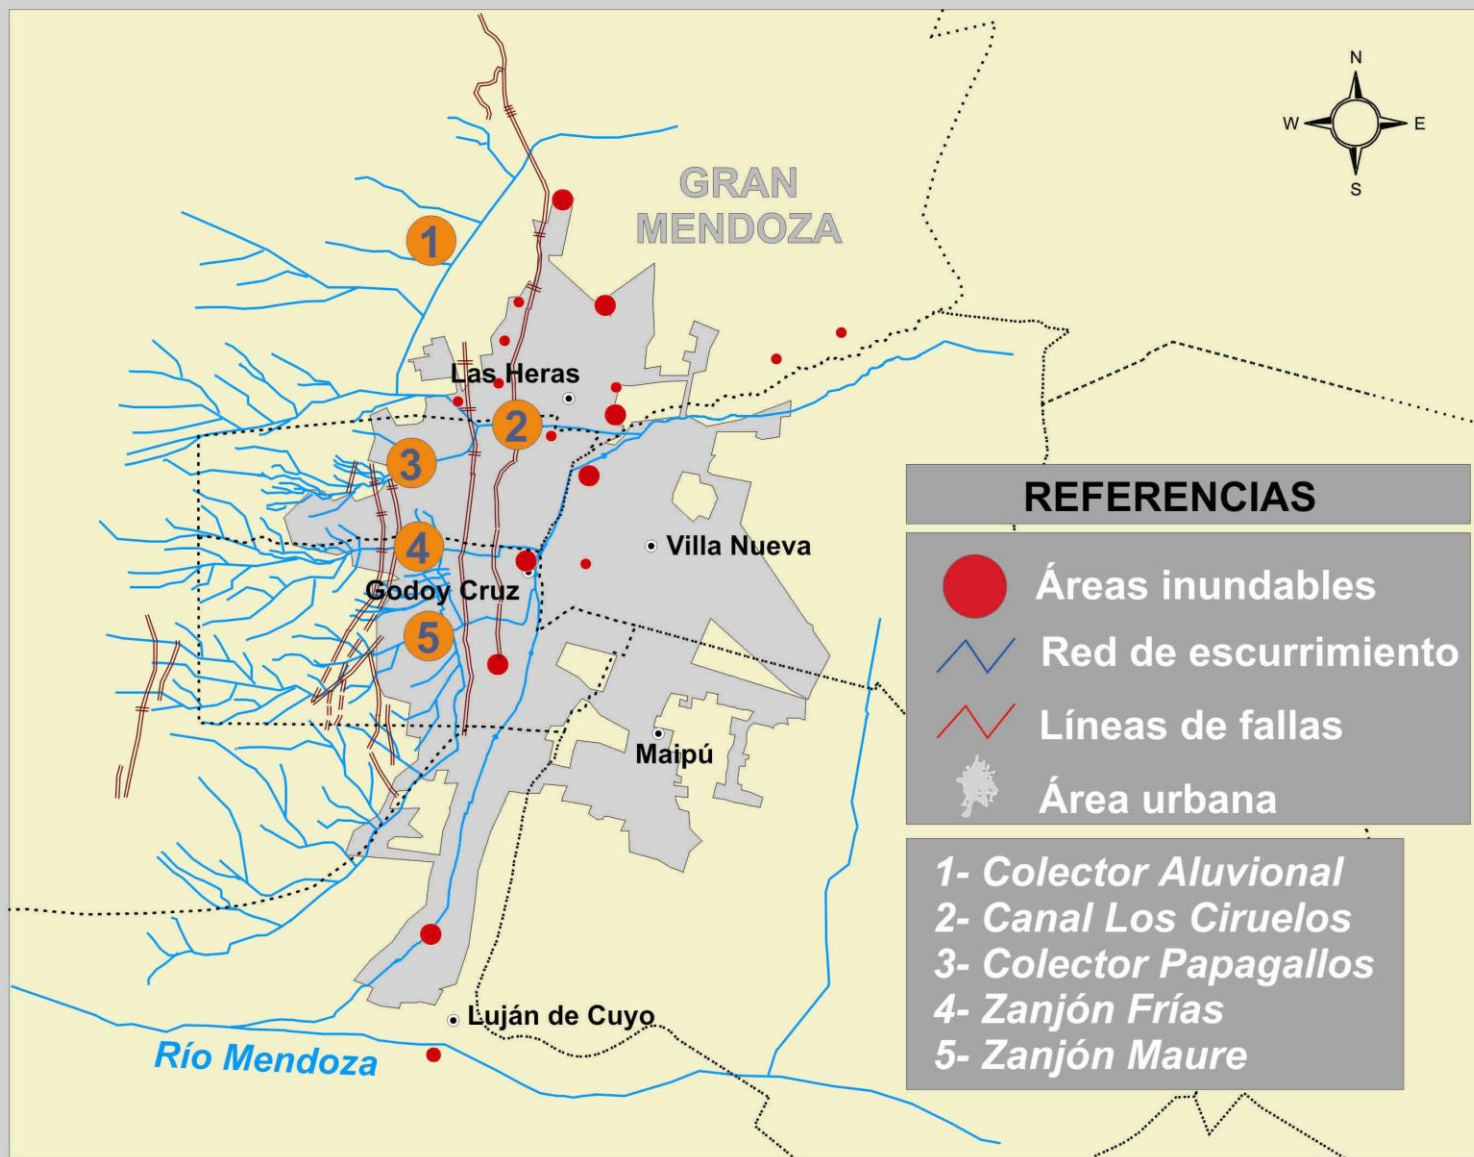 N
W
E
S
GRAN
MENDOZA
1
Las Heras
2
3
4
Villa Nueva
Godoy Cruz
5
Maipú
Luján de Cuyo
Río Mendoza
REFERENCIAS
Áreas inundables
Red de escurrimiento
Líneas de fallas
Área urbana
1- Colector Aluvional
2- Canal Los Ciruelos
3- Colector Papagallos
4- Zanjón Frías
5- Zanjón Maure